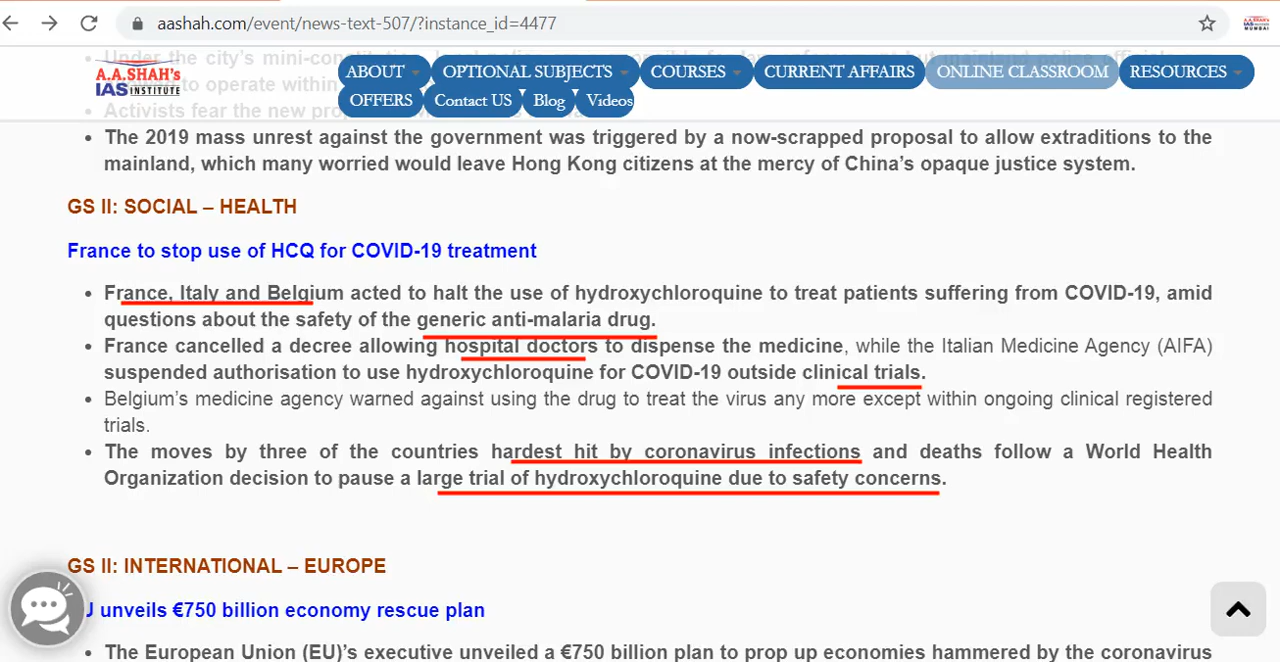 aashah.com/event/news-text-507/?instance_id=4477
A.A.SHAH's
IAS INSTITUTE
ABOUT
OPTIONAL SUBJECTS
COURSES
CURRENT AFFAIRS
ONLINE CLASSROOM
RESOURCES
OFFERS
Contact US
Blog
Videos
Under the city's
to operate within
Activists fear the new
• The 2019 mass unrest against the government was triggered by a now-scrapped proposal to allow extraditions to the
mainland, which many worried would leave Hong Kong citizens at the mercy of China's opaque justice system.
GS II: SOCIAL – HEALTH
France to stop use of HCQ for COVID-19 treatment
• France, Italy and Belgium acted to halt the use of hydroxychloroquine to treat patients suffering from COVID-19, amid
questions about the safety of the generic anti-malaria drug.
• France cancelled a decree allowing hospital doctors to dispense the medicine, while the Italian Medicine Agency (AIFA)
suspended authorisation to use hydroxychloroquine for COVID-19 outside clinical trials.
• Belgium's medicine agency warned against using the drug to treat the virus any more except within ongoing clinical registered
trials.
• The moves by three of the countries hardest hit by coronavirus infections and deaths follow a World Health
Organization decision to pause a large trial of hydroxychloroquine due to safety concerns.
GS II: INTERNATIONAL – EUROPE
U unveils €750 billion economy rescue plan
• The European Union (EU)'s executive unveiled a €750 billion plan to prop up economies hammered by the coronavirus